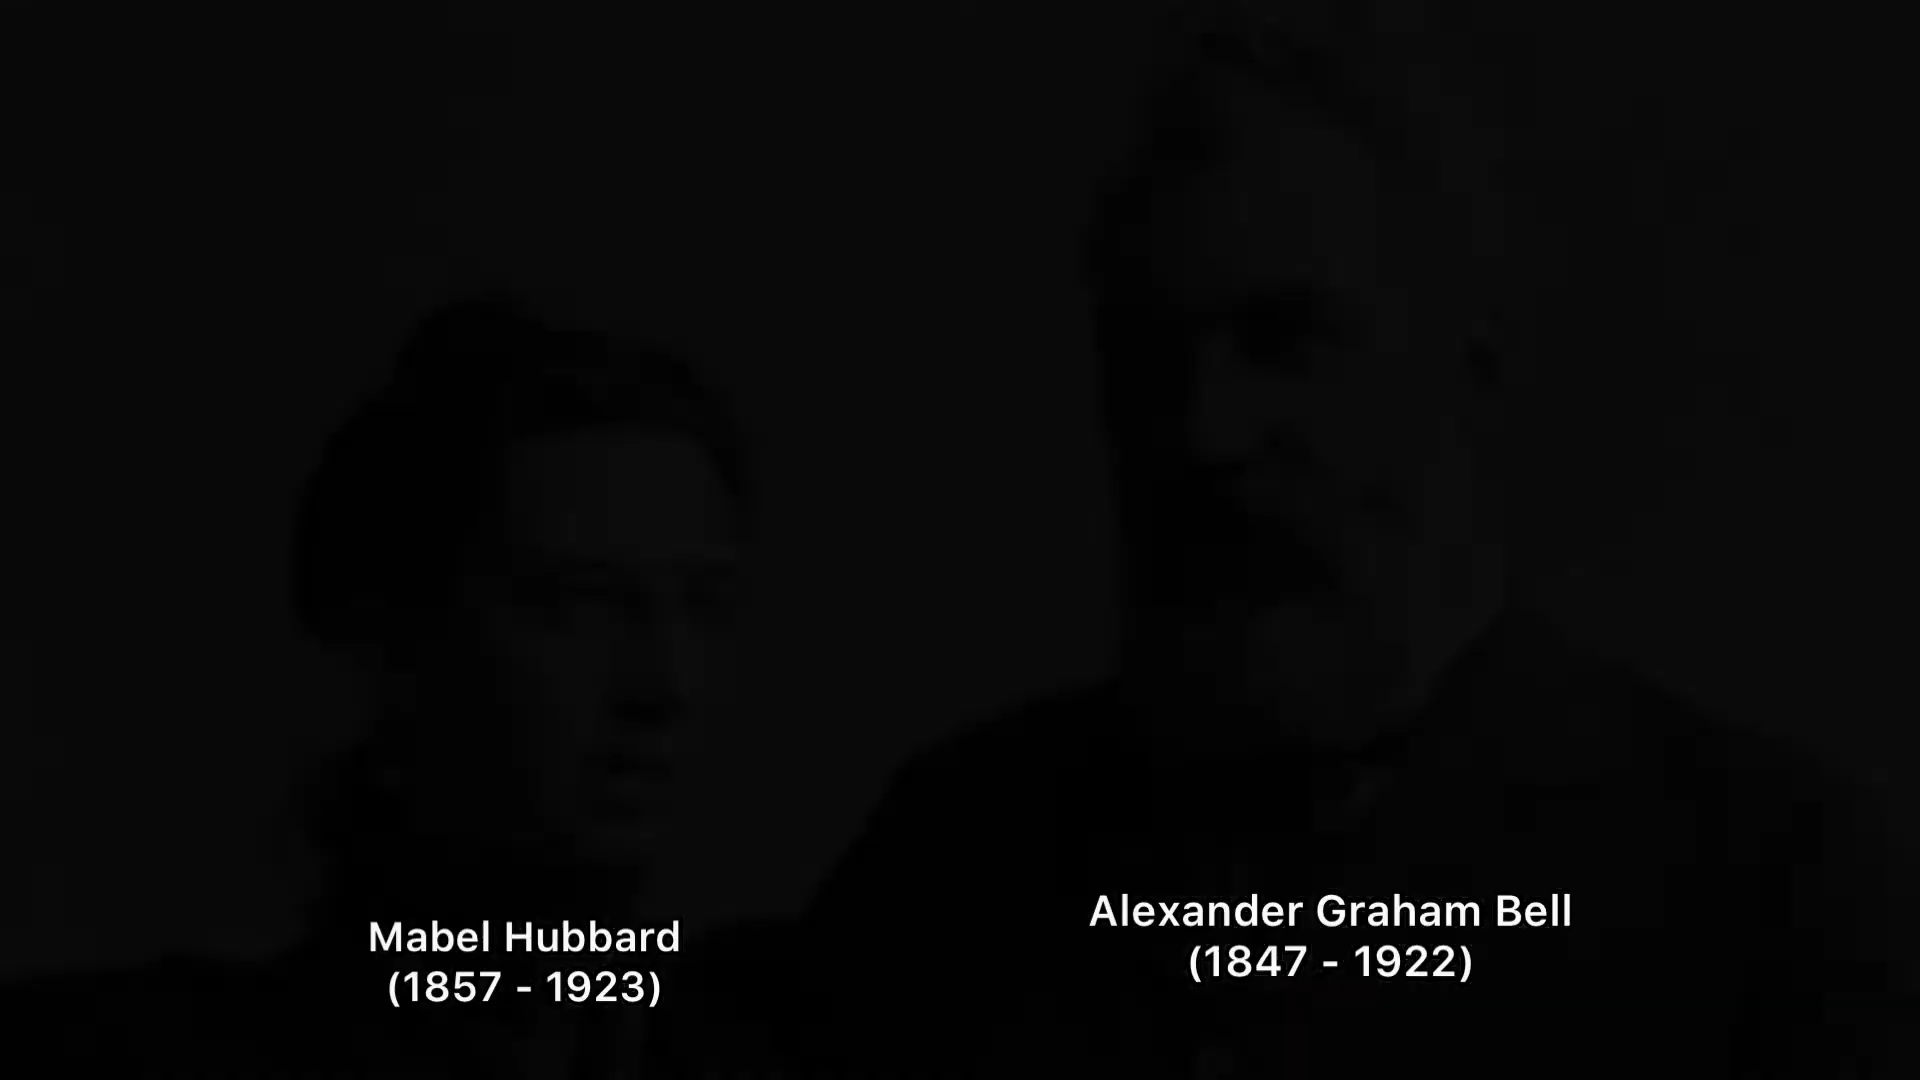 Mabel Hubbard
(1857 - 1923)
Alexander Graham Bell
(1847 - 1922)